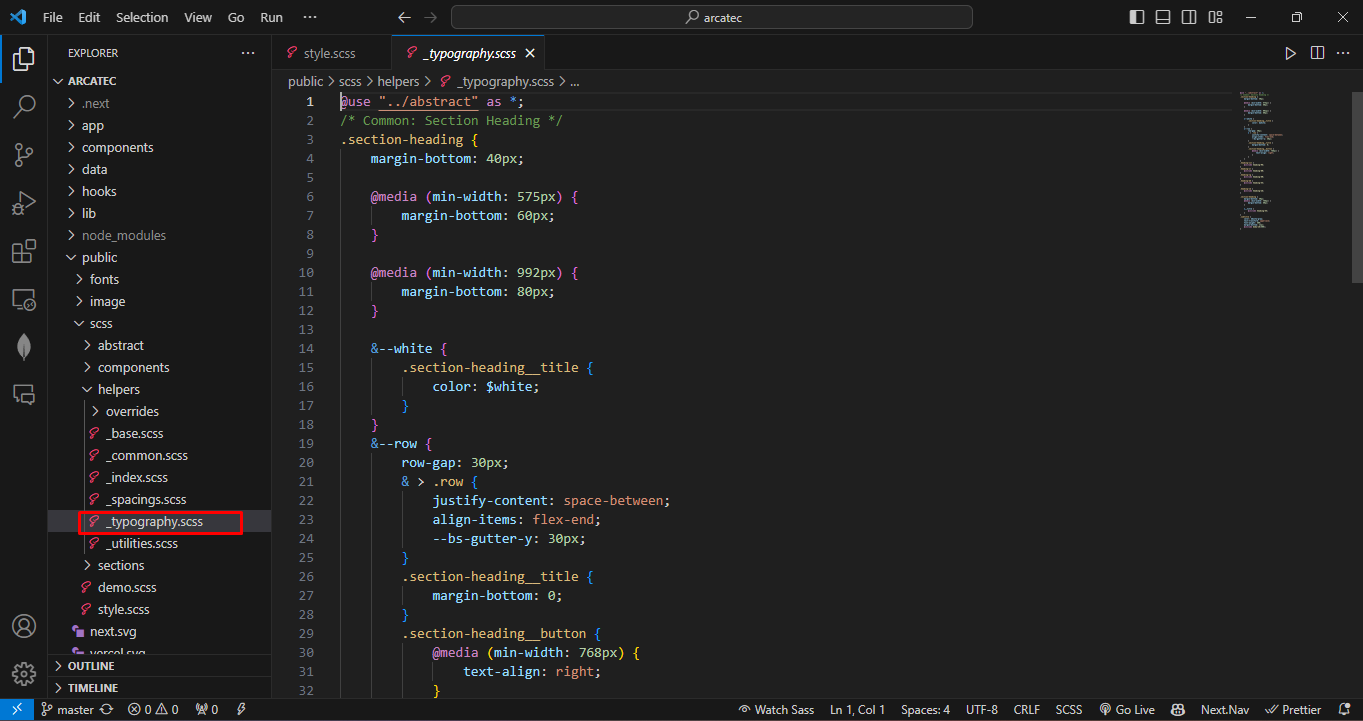 File Edit Selection View Go Run ··· arcatec
EXPLORER ···
ARCATEC
.next
app
components
data
hooks
lib
node_modules
public
fonts
image
scss
abstract
components
helpers
overrides
_base.scss
_common.scss
_index.scss
_spacings.scss
_typography.scss
_utilities.scss
sections
demo.scss
style.scss
next.svg
vercel.svg
OUTLINE
TIMELINE
style.scss _typography.scss
public > scss > helpers > _typography.scss > ...
1 @use "../abstract" as *;
2 /* Common: Section Heading */
3 .section-heading {
4 margin-bottom: 40px;
5
6 @media (min-width: 575px) {
7 margin-bottom: 60px;
8 }
9
10 @media (min-width: 992px) {
11 margin-bottom: 80px;
12 }
13
14 &--white {
15 .section-heading__title {
16 color: $white;
17 }
18 }
19 &--row {
20 row-gap: 30px;
21 & > .row {
22 justify-content: space-between;
23 align-items: flex-end;
24 --bs-gutter-y: 30px;
25 }
26 .section-heading__title {
27 margin-bottom: 0;
28 }
29 .section-heading__button {
30 @media (min-width: 768px) {
31 text-align: right;
32 }
master 0 0 0 Watch Sass Ln 1, Col 1 Spaces: 4 UTF-8 CRLF SCSS Go Live Next.Nav Prettier